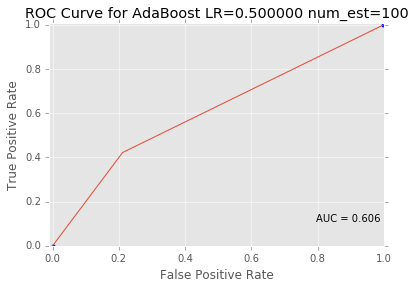 ROC Curve for AdaBoost LR=0.500000 num_est=100
1.0
0.8
0.6
0.4
0.2
0.0
True Positive Rate
AUC = 0.606
0.0 0.2 0.4 0.6 0.8 1.0
False Positive Rate